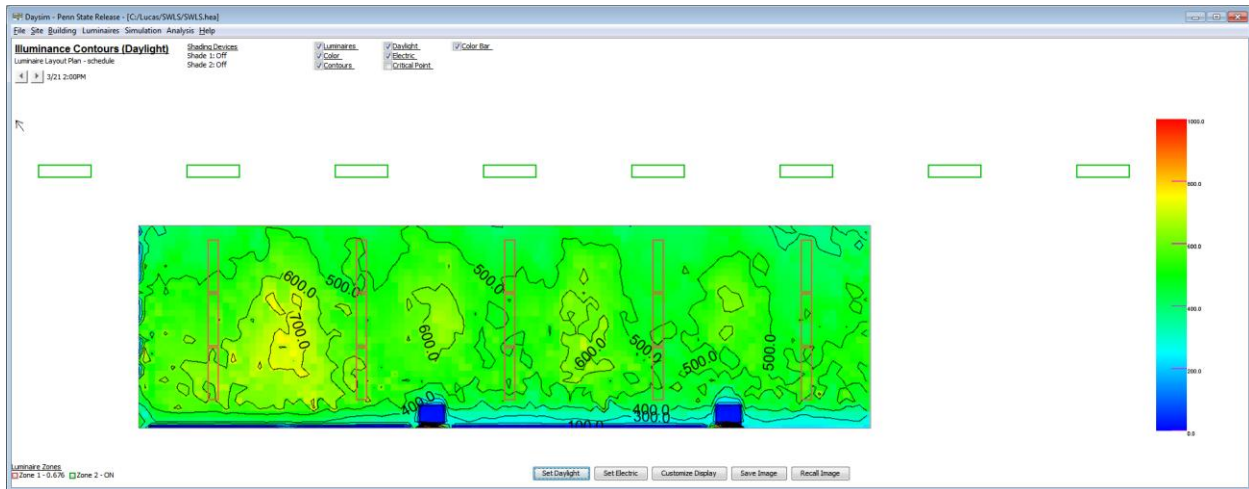 Daysim - Penn State Release - [C:/Lucas/SWLS/SWLS.hea]
File Site Building Luminaires Simulation Analysis Help
Illuminance Contours (Daylight)
Luminaire Layout Plan - schedule
3/21 2:00PM
Shading Devices
Shade 1: Off
Shade 2: Off
Luminaires
Color
Contours
Daylight
Electric
Critical Point
Color Bar
1000.0
800.0
600.0
400.0
200.0
0.0
600.0
500.0
700.0
500.0
600.0
600.0
500.0
500.0
500.0
400.0
400.0
300.0
100.0
Luminaire Zones
Zone 1 - 0.676 Zone 2 - ON
Set Daylight Set Electric Customize Display Save Image Recall Image